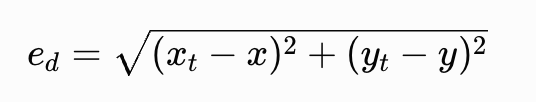 $e_d = \sqrt{(x_t - x)^2 + (y_t - y)^2}$